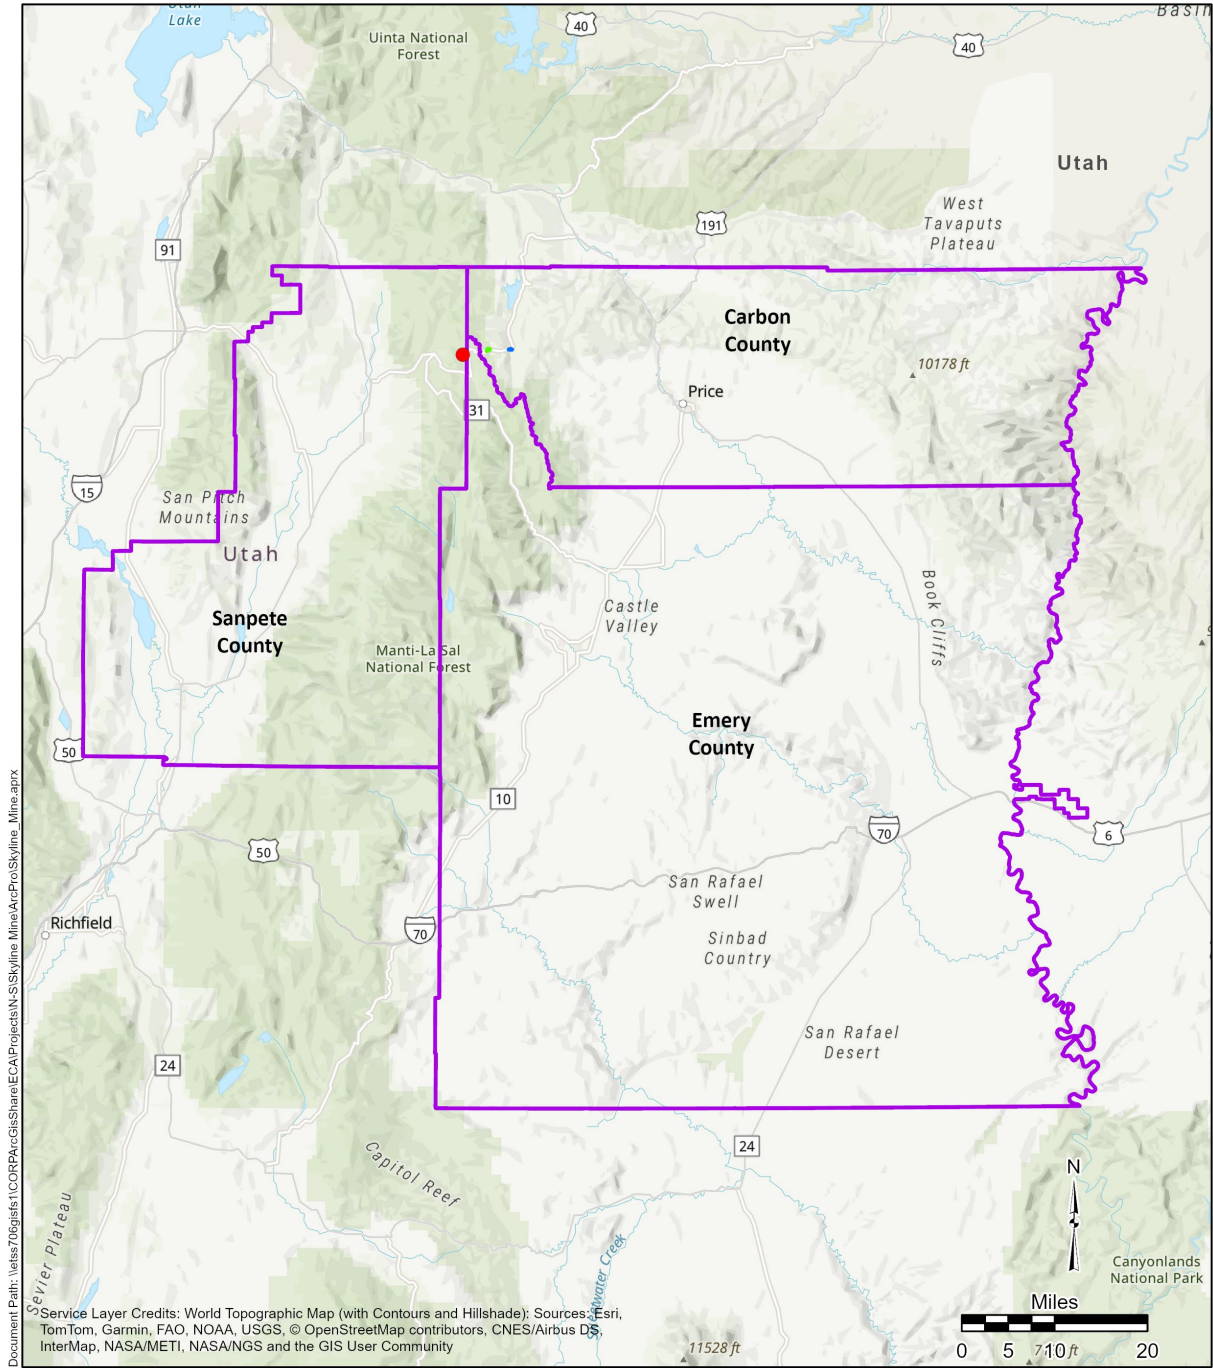 Utah
Lake
Basin
40
Uinta National
Forest
40
Utah
West
Tavaputs
Plateau
191
91
Carbon
County
10178 ft
Price
31
15
San Pitch
Mountains
Utah
Castle
Valley
Book Cliffs
Sanpete
County
Manti-La Sal
National Forest
Emery
County
50
10
70
6
50
San Rafael
Swell
Richfield
70
Sinbad
Country
San Rafael
Desert
24
24
Capitol Reef
N
Sevier Plateau
Canyonlands
National Park
Miles
0 5 10 20
11528 ft
Service Layer Credits: World Topographic Map (with Contours and Hillshade): Sources: Esri,
TomTom, Garmin, FAO, NOAA, USGS, © OpenStreetMap contributors, CNES/Airbus DS,
InterMap, NASA/METI, NASA/NGS and the GIS User Community
Document Path: \\etss706gisfs1\CORPArcGisShare\ECA\Projects\N-S\Skyline Mine\ArcPro\Skyline_Mine.aprx